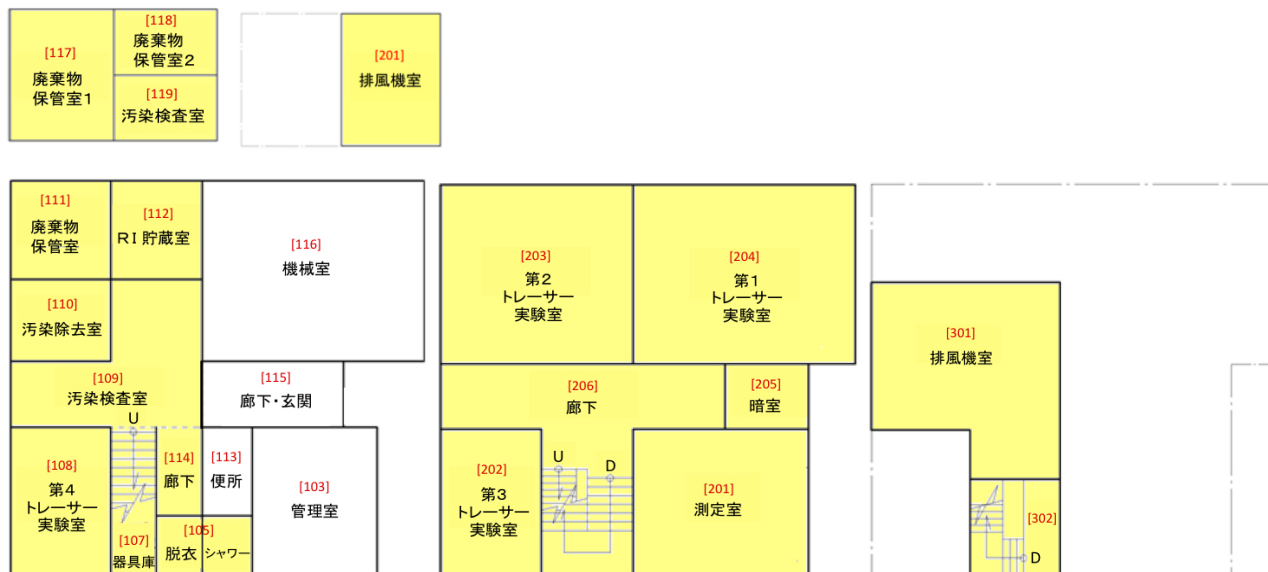 [117]
廃棄物
保管室１
[118]
廃棄物
保管室２
[119]
汚染検査室
[201]
排風機室
[111]
廃棄物
保管室
[112]
ＲＩ貯蔵室
[116]
機械室
[110]
汚染除去室
[109]
汚染検査室
U
[115]
廊下・玄関
[108]
第４
トレーサー
実験室
[114]
廊下
[113]
便所
[103]
管理室
[107]
器具庫
[105]
脱衣
シャワー
[203]
第２
トレーサー
実験室
[204]
第１
トレーサー
実験室
[206]
廊下
[205]
暗室
[202]
第３
トレーサー
実験室
U
D
[201]
測定室
[301]
排風機室
[302]
D